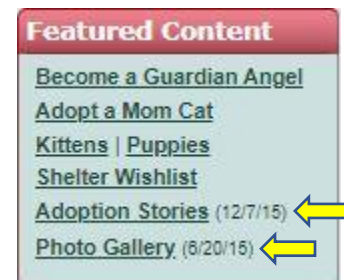 Featured Content
Become a Guardian Angel
Adopt a Mom Cat
Kittens | Puppies
Shelter Wishlist
Adoption Stories (12/7/15)
Photo Gallery (6/20/15)